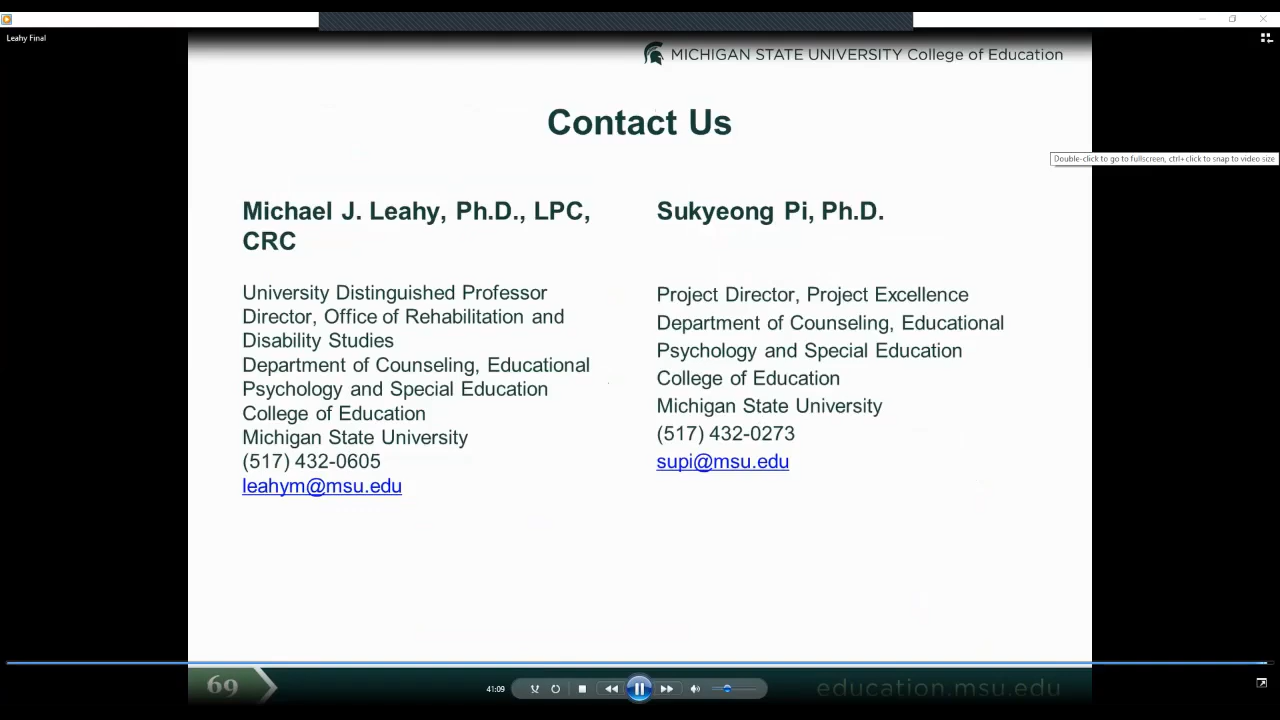 Leahy Final
MICHIGAN STATE UNIVERSITY College of Education
Contact Us
Double-click to go to fullscreen, ctrl+click to snap to video size
Michael J. Leahy, Ph.D., LPC,
CRC
University Distinguished Professor
Director, Office of Rehabilitation and
Disability Studies
Department of Counseling, Educational
Psychology and Special Education
College of Education
Michigan State University
(517) 432-0605
leahym@msu.edu
Sukyeong Pi, Ph.D.
Project Director, Project Excellence
Department of Counseling, Educational
Psychology and Special Education
College of Education
Michigan State University
(517) 432-0273
supi@msu.edu
69
41:09
education.msu.edu